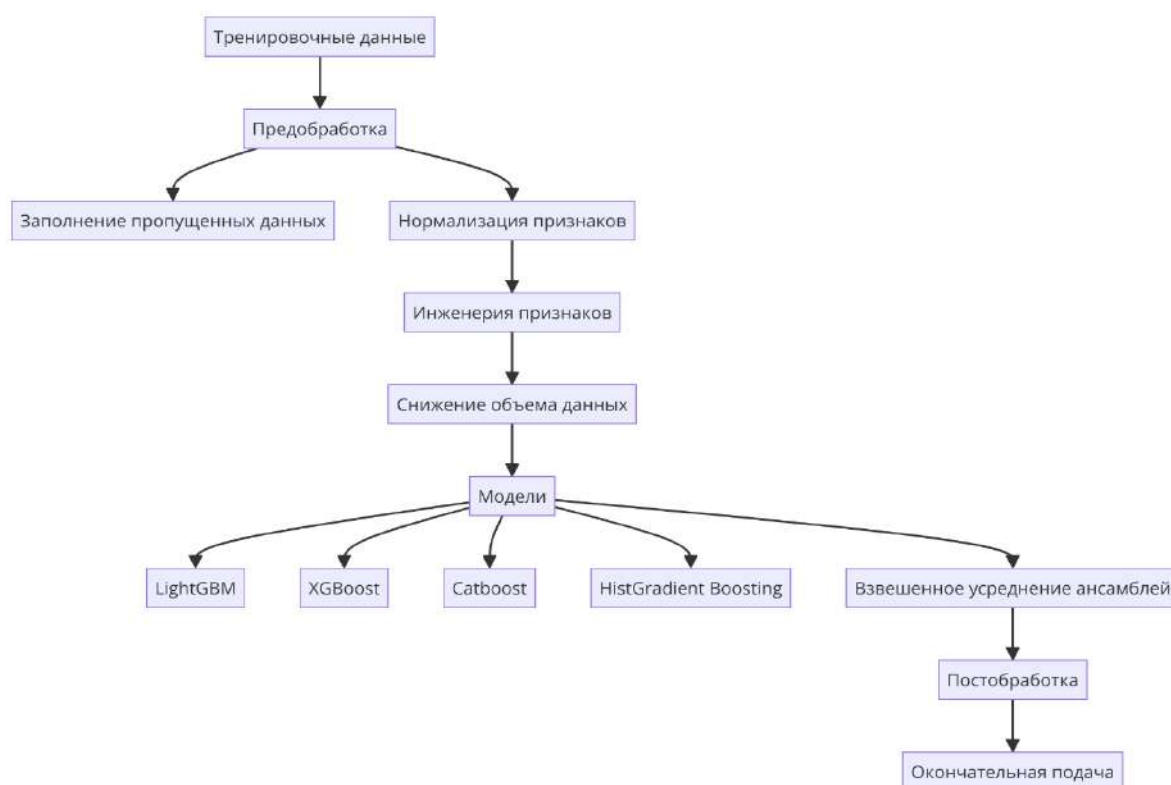 Тренировочные данные
Предобработка
Заполнение пропущенных данных
Нормализация признаков
Инженерия признаков
Снижение объема данных
Модели
LightGBM
XGBoost
Catboost
HistGradient Boosting
Взвешенное усреднение ансамблей
Постобработка
Окончательная подача